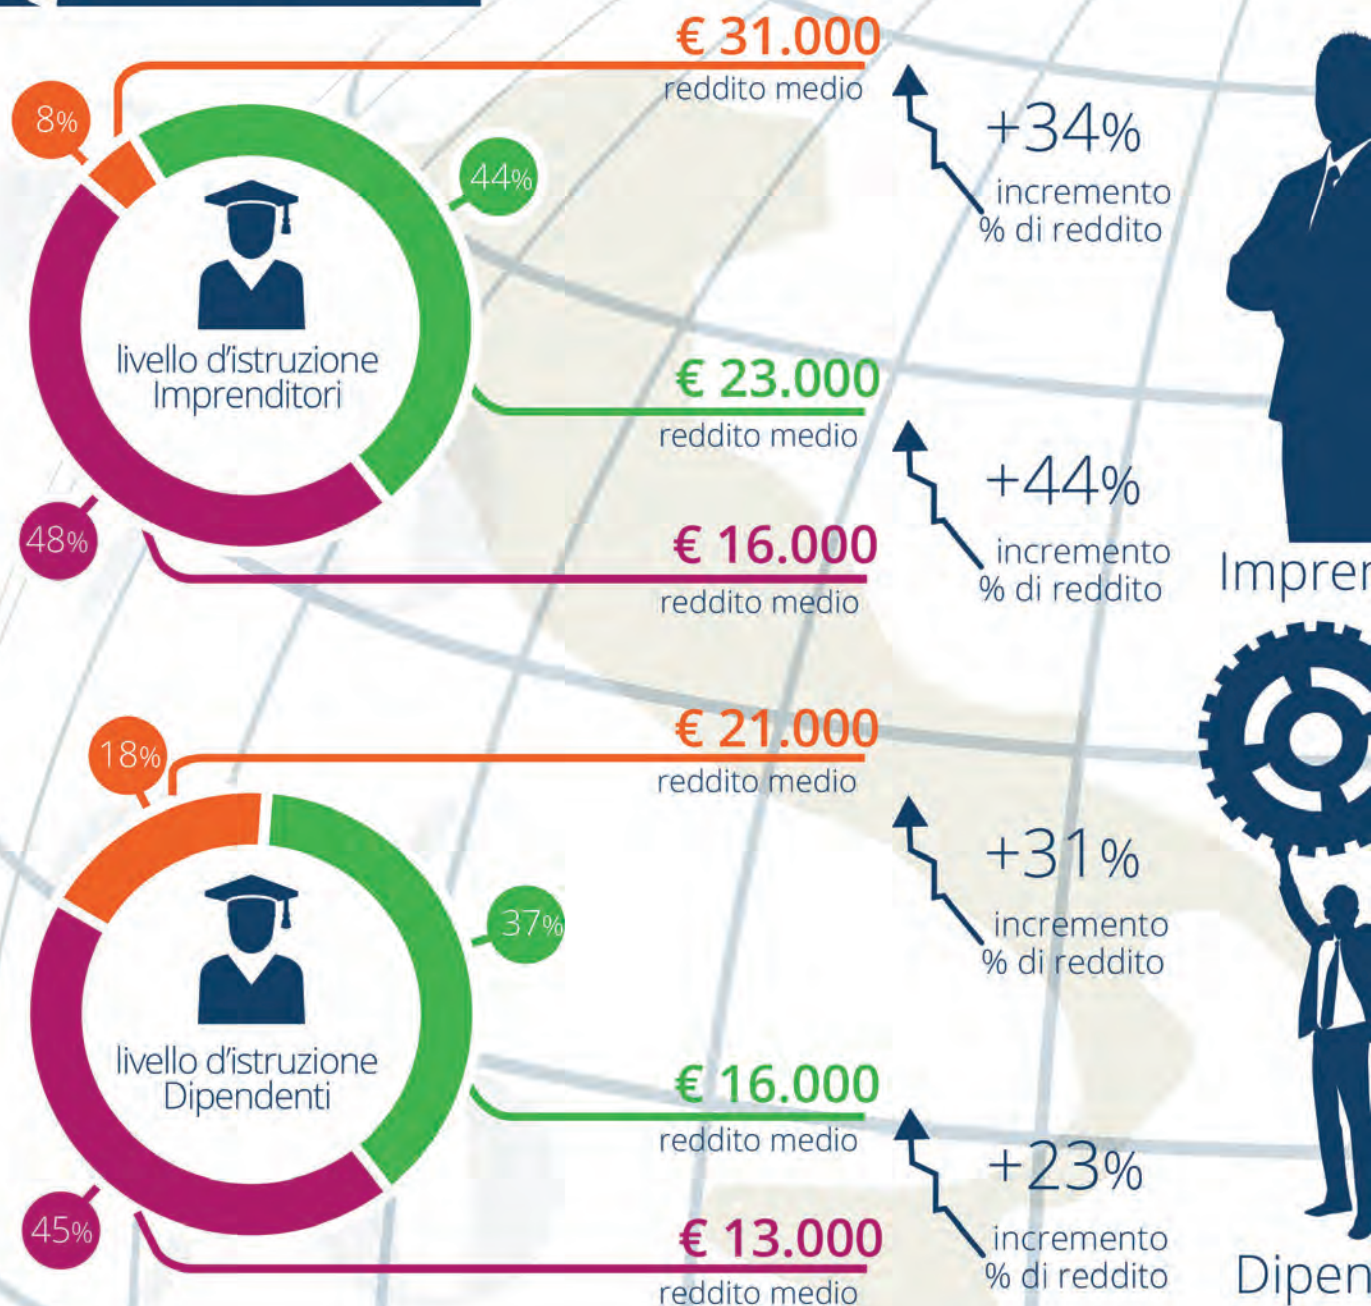 € 31.000
reddito medio
8%
44%
+34%
incremento
% di reddito
livello d'istruzione
Imprenditori
€ 23.000
reddito medio
48%
+44%
incremento
% di reddito
€ 16.000
reddito medio
Impren
€ 21.000
reddito medio
18%
37%
+31%
incremento
% di reddito
livello d'istruzione
Dipendenti
€ 16.000
reddito medio
45%
+23%
incremento
% di reddito
€ 13.000
reddito medio
Dipen